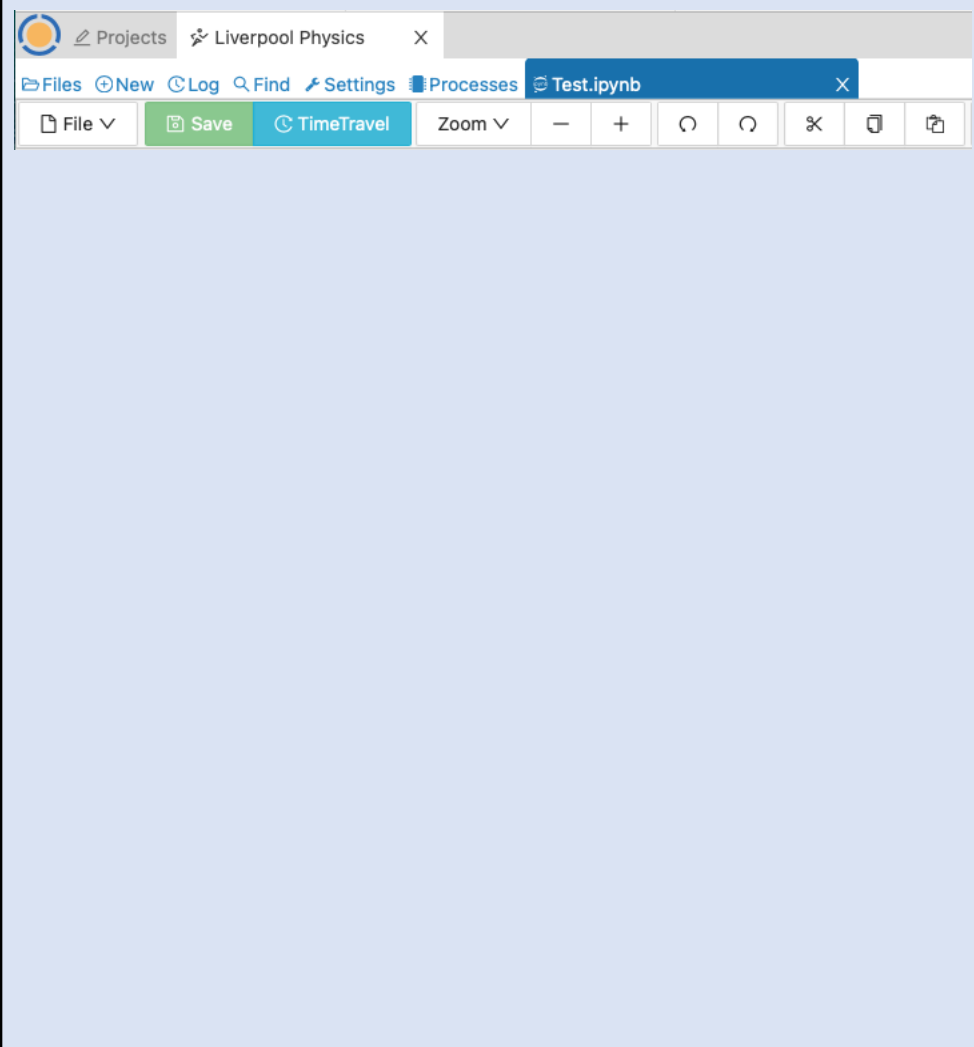 Projects Liverpool Physics X
Files New Log Find Settings Processes Test.ipynb X
File Save TimeTravel Zoom − +